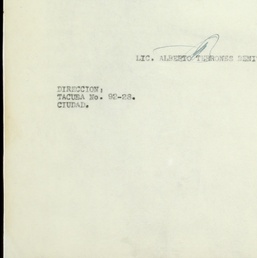 LIC. ALBERTO TERRONES BENI
DIRECCION;
TACUBA No. 92-28.
CIUDAD.